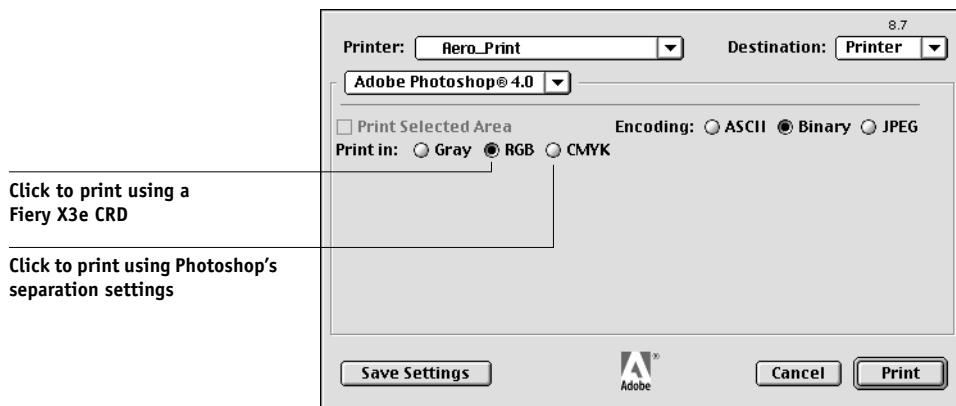 8.7
Printer: Aero_Print Destination: Printer
Adobe Photoshop® 4.0
Print Selected Area Encoding: ASCII Binary JPEG
Print in: Gray RGB CMYK
Click to print using a
Fiery X3e CRD
Click to print using Photoshop's
separation settings
Save Settings Adobe ® Cancel Print